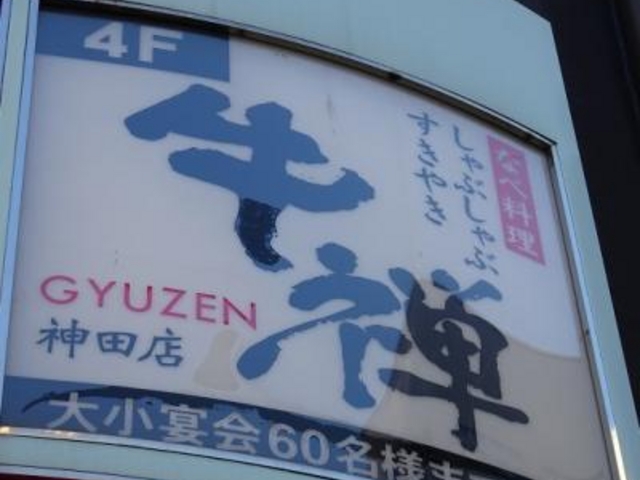 4F
牛禅
なべ料理
しゃぶしゃぶ
すきやき
GYUZEN
神田店
大小宴会60名様ま